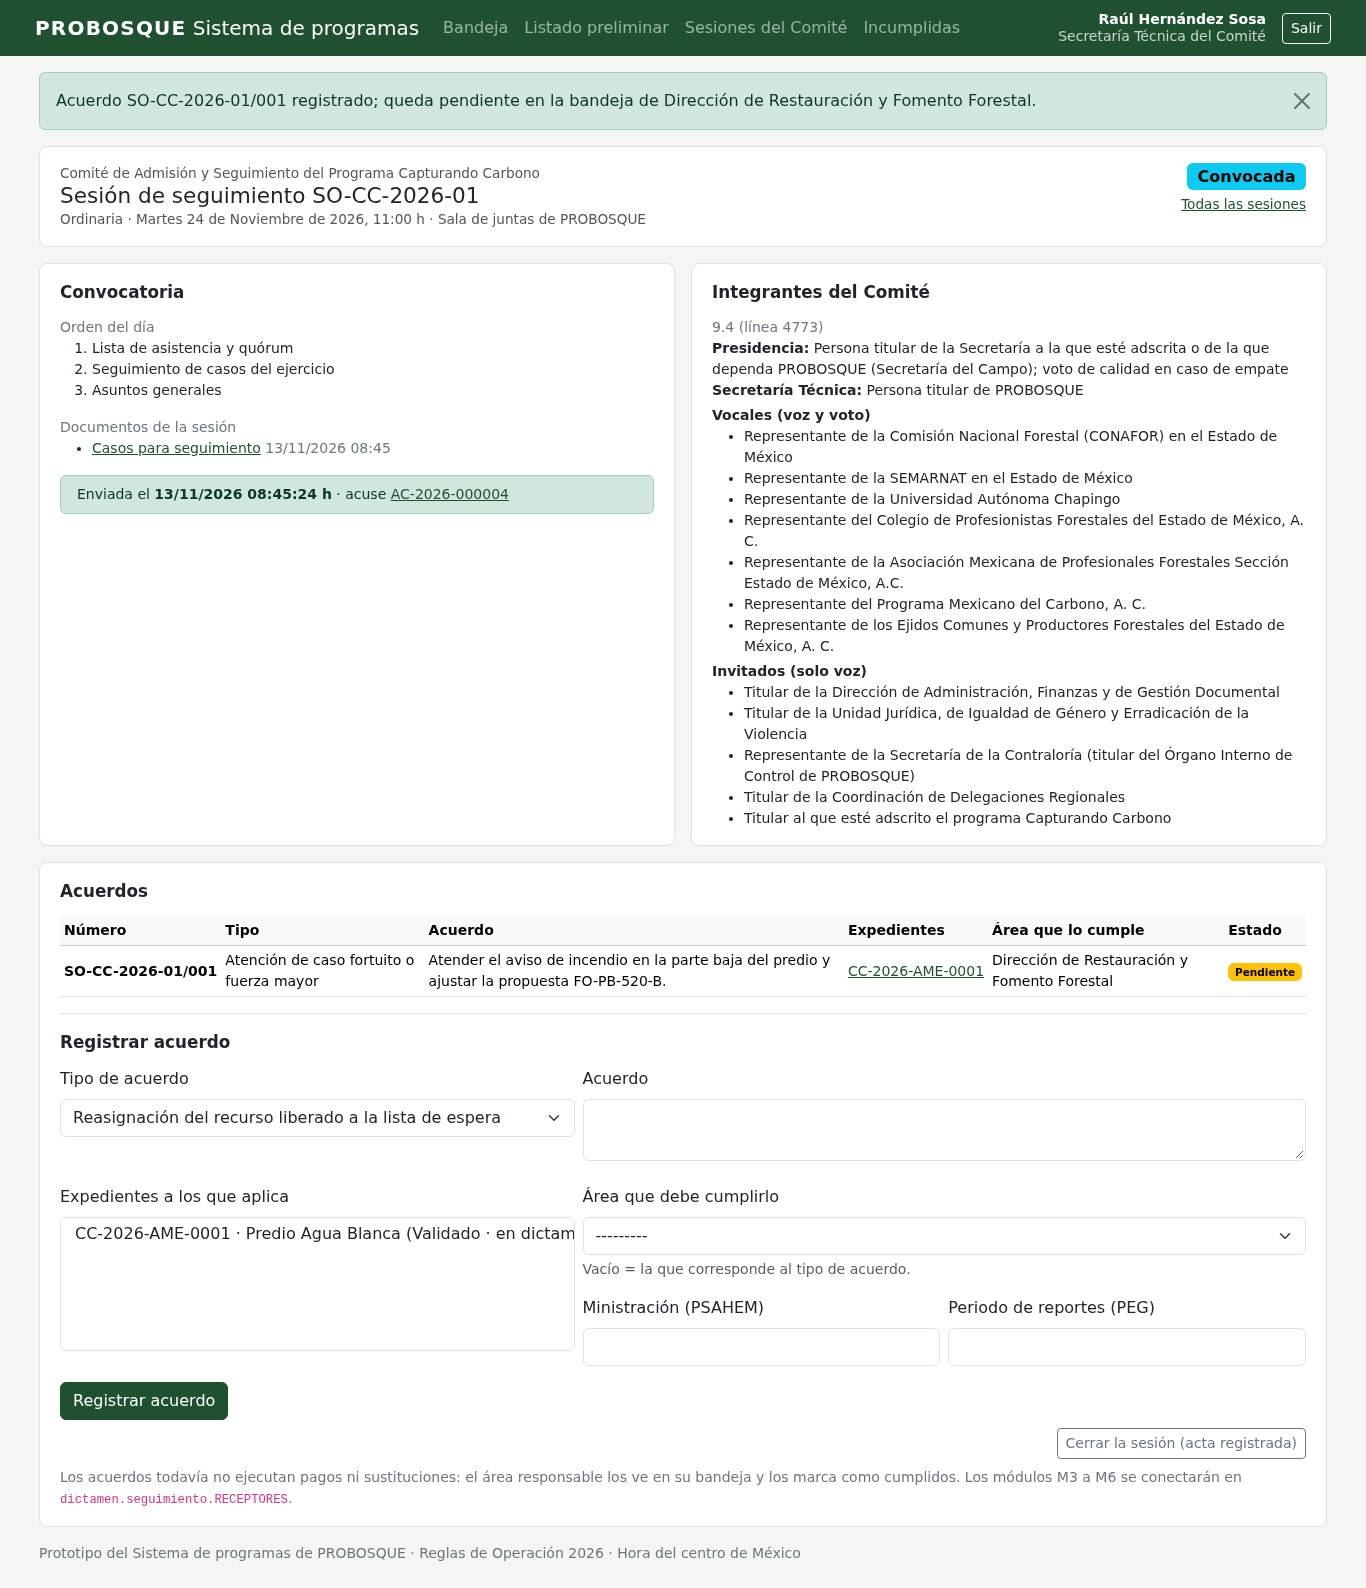 PROBOSQUE Sistema de programas
Bandeja
Listado preliminar
Sesiones del Comité
Incumplidas
Raúl Hernández Sosa
Secretaría Técnica del Comité
Salir
Acuerdo SO-CC-2026-01/001 registrado; queda pendiente en la bandeja de Dirección de Restauración y Fomento Forestal.
Comité de Admisión y Seguimiento del Programa Capturando Carbono
Sesión de seguimiento SO-CC-2026-01
Ordinaria · Martes 24 de Noviembre de 2026, 11:00 h · Sala de juntas de PROBOSQUE
Convocada
Todas las sesiones
Convocatoria
Orden del día
1. Lista de asistencia y quórum
2. Seguimiento de casos del ejercicio
3. Asuntos generales
Documentos de la sesión
• Casos para seguimiento 13/11/2026 08:45
Enviada el 13/11/2026 08:45:24 h · acuse AC-2026-000004
Integrantes del Comité
9.4 (línea 4773)
Presidencia: Persona titular de la Secretaría a la que esté adscrita o de la que
dependa PROBOSQUE (Secretaría del Campo); voto de calidad en caso de empate
Secretaría Técnica: Persona titular de PROBOSQUE
Vocales (voz y voto)
• Representante de la Comisión Nacional Forestal (CONAFOR) en el Estado de
México
• Representante de la SEMARNAT en el Estado de México
• Representante de la Universidad Autónoma Chapingo
• Representante del Colegio de Profesionistas Forestales del Estado de México, A.
C.
• Representante de la Asociación Mexicana de Profesionales Forestales Sección
Estado de México, A.C.
• Representante del Programa Mexicano del Carbono, A. C.
• Representante de los Ejidos Comunes y Productores Forestales del Estado de
México, A. C.
Invitados (solo voz)
• Titular de la Dirección de Administración, Finanzas y de Gestión Documental
• Titular de la Unidad Jurídica, de Igualdad de Género y Erradicación de la
Violencia
• Representante de la Secretaría de la Contraloría (titular del Órgano Interno de
Control de PROBOSQUE)
• Titular de la Coordinación de Delegaciones Regionales
• Titular al que esté adscrito el programa Capturando Carbono
Acuerdos
Número Tipo Acuerdo Expedientes Área que lo cumple Estado
SO-CC-2026-01/001
Atención de caso fortuito o
fuerza mayor
Atender el aviso de incendio en la parte baja del predio y
ajustar la propuesta FO-PB-520-B.
CC-2026-AME-0001
Dirección de Restauración y
Fomento Forestal
Pendiente
Registrar acuerdo
Tipo de acuerdo
Reasignación del recurso liberado a la lista de espera
Acuerdo
Expedientes a los que aplica
CC-2026-AME-0001 · Predio Agua Blanca (Validado · en dictam
Área que debe cumplirlo
---------
Vacío = la que corresponde al tipo de acuerdo.
Ministración (PSAHEM)
Periodo de reportes (PEG)
Registrar acuerdo
Cerrar la sesión (acta registrada)
Los acuerdos todavía no ejecutan pagos ni sustituciones: el área responsable los ve en su bandeja y los marca como cumplidos. Los módulos M3 a M6 se conectarán en
dictamen.seguimiento.RECEPTORES.
Prototipo del Sistema de programas de PROBOSQUE · Reglas de Operación 2026 · Hora del centro de México